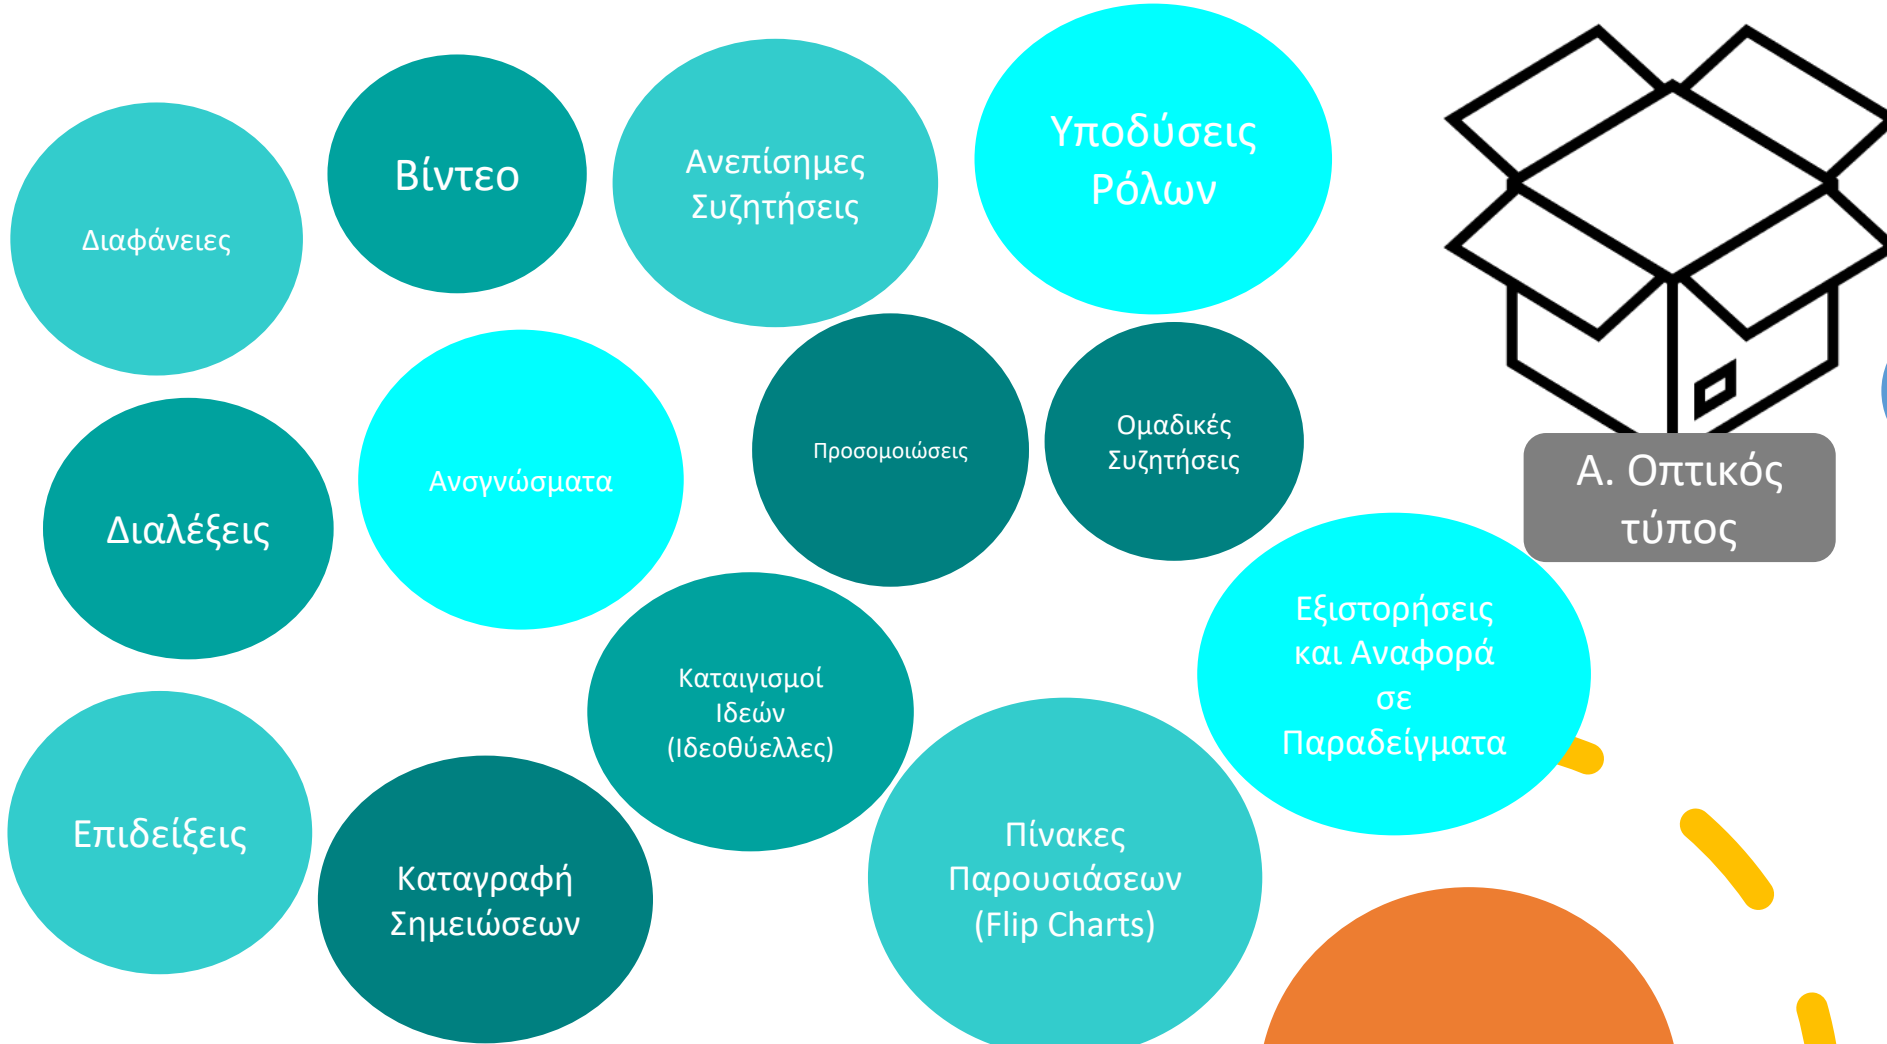 Διαφάνειες
Βίντεο
Ανεπίσημες
Συζητήσεις
Υποδύσεις
Ρόλων
Διαλέξεις
Ανσγνώσματα
Προσομοιώσεις
Ομαδικές
Συζητήσεις
Α. Οπτικός
τύπος
Εξιστορήσεις
και Αναφορά
σε
Παραδείγματα
Καταιγισμοί
Ιδεών
(Ιδεοθύελλες)
Επιδείξεις
Καταγραφή
Σημειώσεων
Πίνακες
Παρουσιάσεων
(Flip Charts)